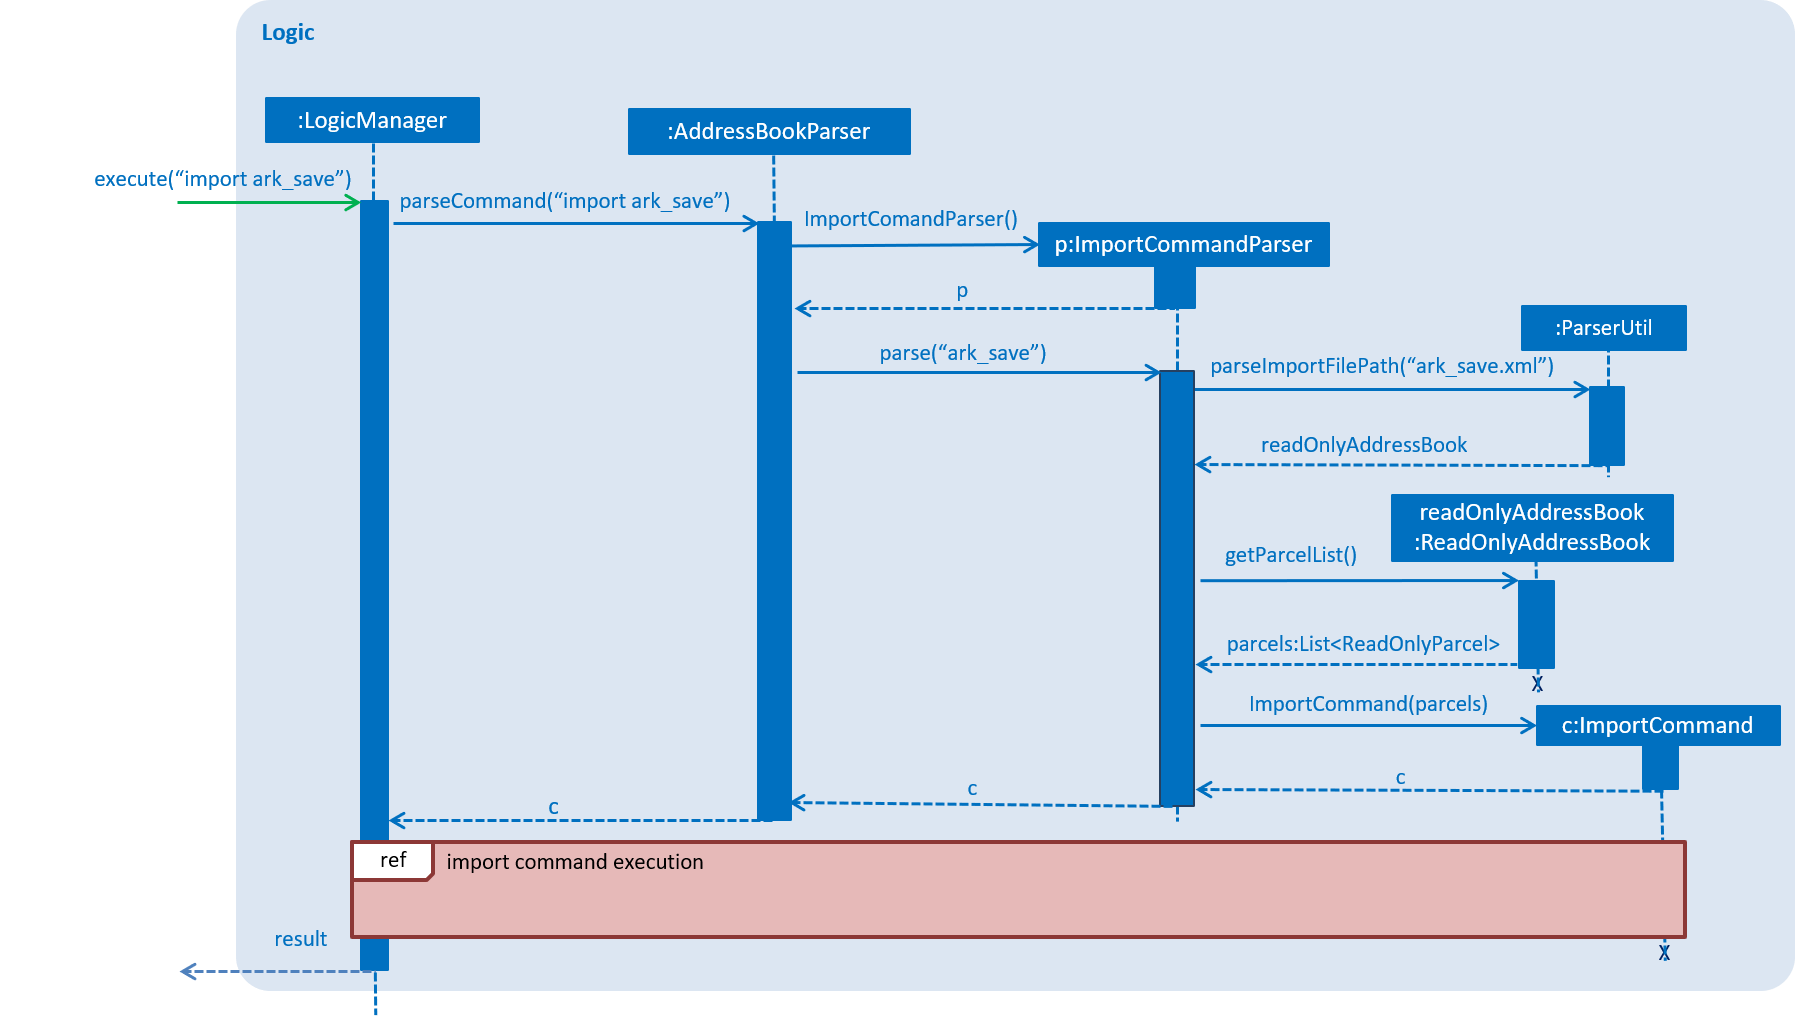 Logic
:LogicManager
:AddressBookParser
execute(“import ark_save”)
parseCommand(“import ark_save”)
ImportComandParser()
p:ImportCommandParser
p
:ParserUtil
parse(“ark_save”)
parseImportFilePath(“ark_save.xml”)
readOnlyAddressBook
readOnlyAddressBook
:ReadOnlyAddressBook
getParcelList()
parcels:List<ReadOnlyParcel>
X
ImportCommand(parcels)
c:ImportCommand
c
c
c
ref
import command execution
result
X